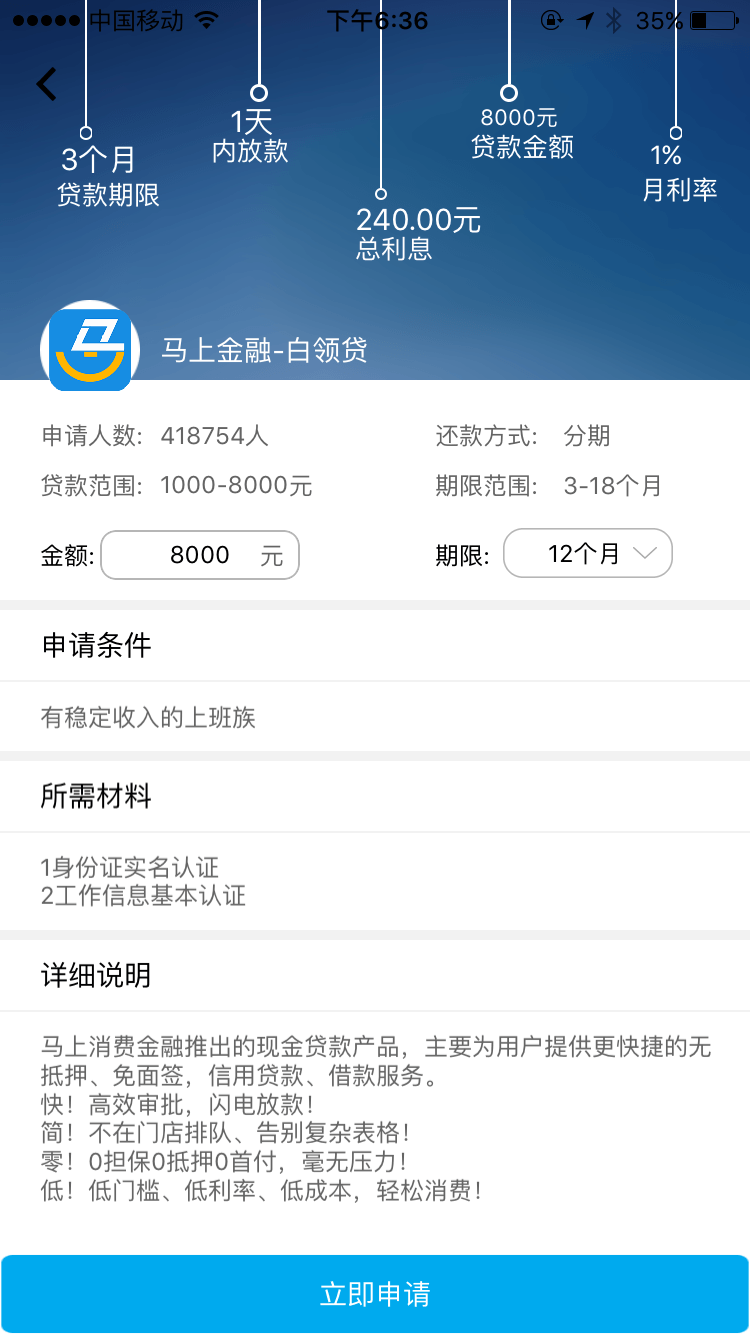 中国移动
下午6:36
35%
3个月
贷款期限
1天
内放款
240.00元
总利息
8000元
贷款金额
1%
月利率
马上金融-白领贷
申请人数: 418754人
还款方式: 分期
贷款范围: 1000-8000元
期限范围: 3-18个月
金额: 8000 元
期限: 12个月
申请条件
有稳定收入的上班族
所需材料
1身份证实名认证
2工作信息基本认证
详细说明
马上消费金融推出的现金贷款产品，主要为用户提供更快捷的无
抵押、免面签，信用贷款、借款服务。
快！高效审批，闪电放款！
简！不在门店排队、告别复杂表格！
零！0担保0抵押0首付，毫无压力！
低！低门槛、低利率、低成本，轻松消费！
立即申请